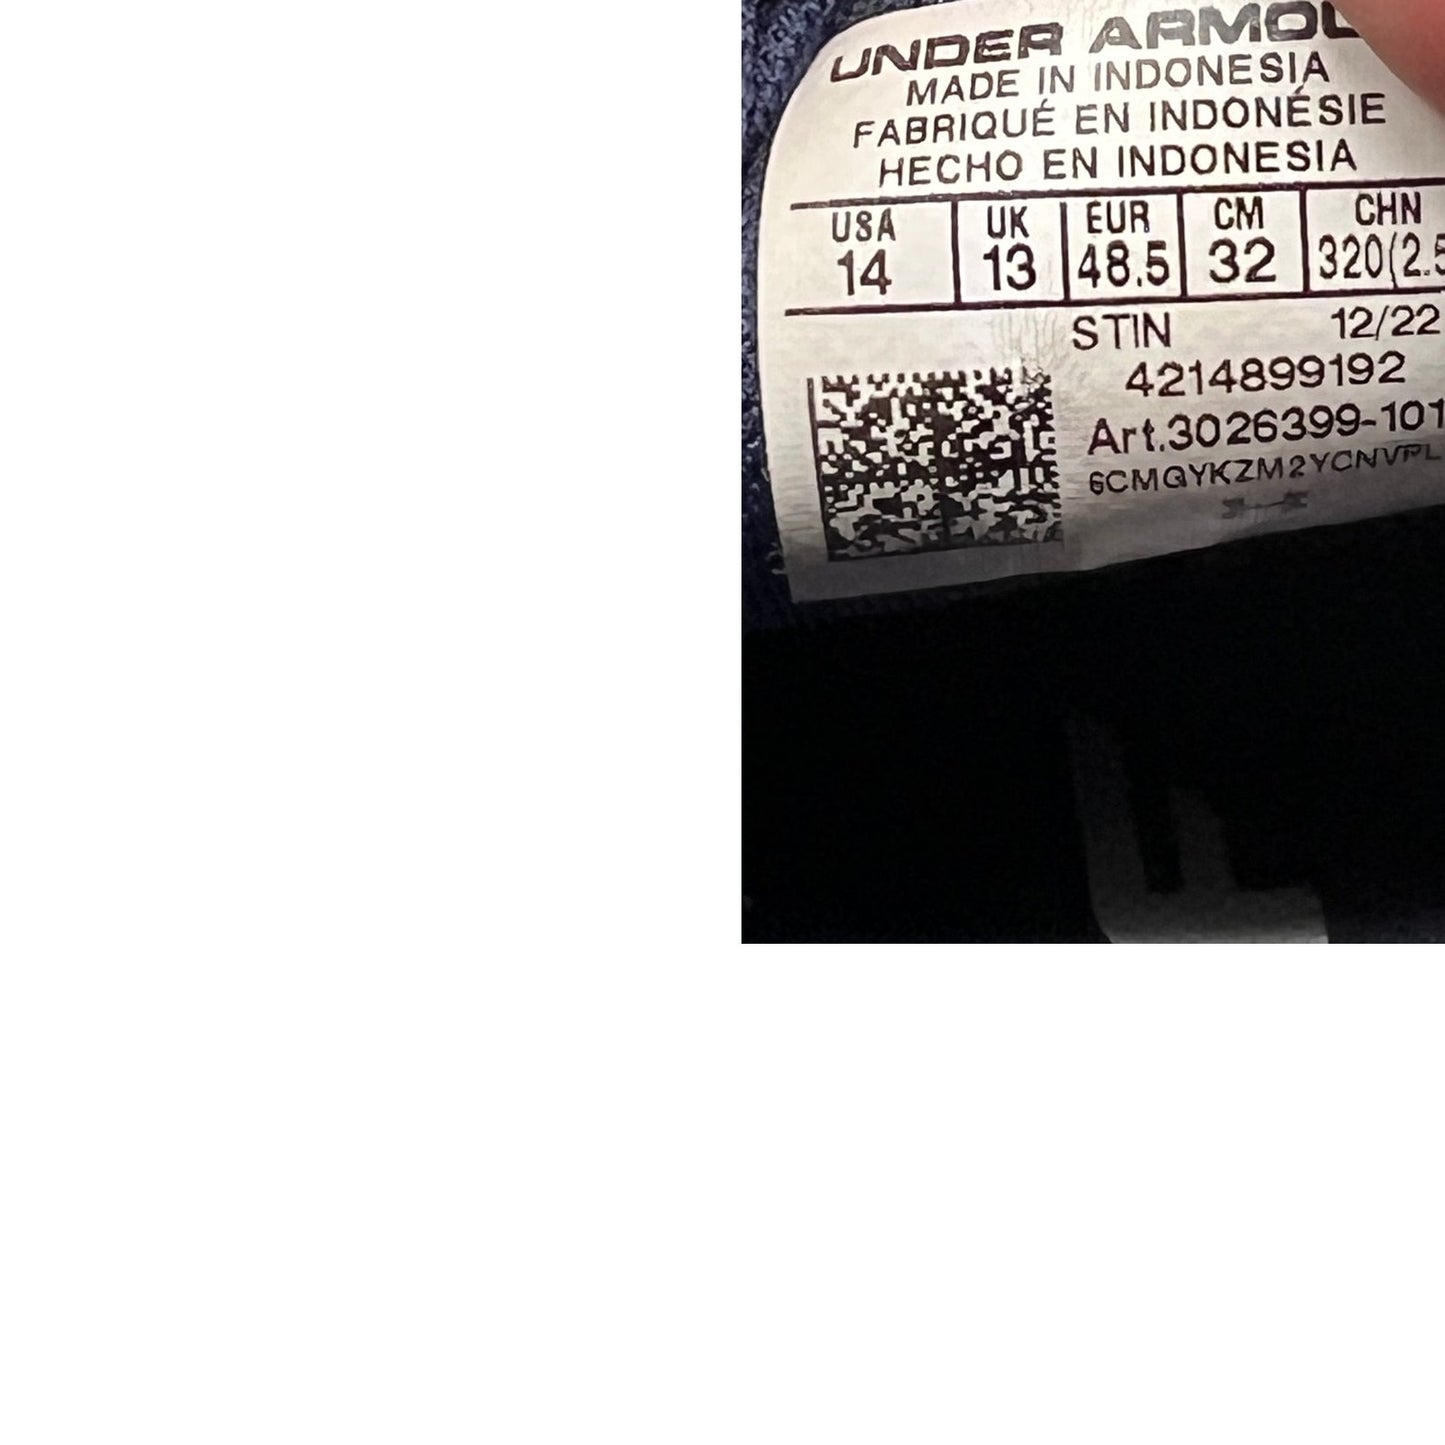 UNDER ARMOU
MADE IN INDONESIA
FABRIQUÉ EN INDONÉSIE
HECHO EN INDONESIA
USA UK EUR CM CHN
14 13 48.5 32 320(2.5
STIN 12/22
4214899192
Art.3026399-101
6CMQYKZM2YCNVPL